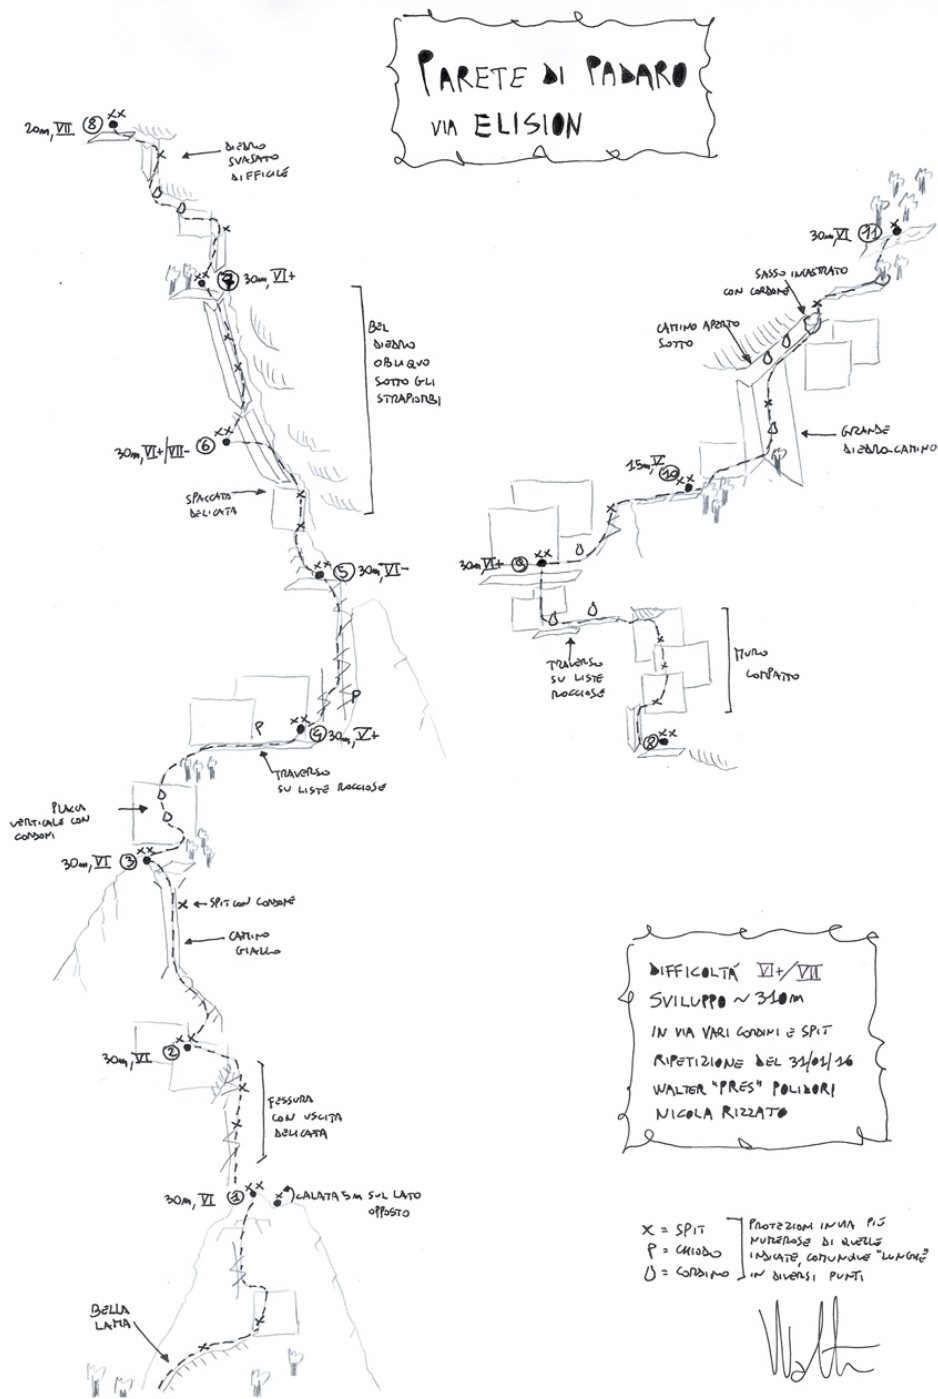 PARETE DI PADARO
VIA ELISION
20m, VII 8
DIEDRO
SVASATO
DIFFICILE
7 30m, VI+
BEL
DIEDRO
OBLIQUO
SOTTO GLI
STRAPIOMBI
30m, VI+/VII- 6
SPACCATA
DELICATA
5 30m, VI-
P
P
4 30m, V+
TRAVERSO
SU LISTE ROCCIOSE
PLACCA
VERTICALE CON
CORDONI
30m, VI 3
SPIT CON CORDONE
CAMINO
GIALLO
30m, VI 2
FESSURA
CON USCITA
DELICATA
30m, VI 1
CALATA 5m SUL LATO
OPPOSTO
BELLA
LAMA
30m, VI 11
SASSO INCASTRATO
CON CORDONE
CAMINO APERTO
SOTTO
GRANDE
DIEDRO-CAMINO
15m, V 10
30m, VI+ 9
TRAVERSO
SU LISTE
ROCCIOSE
MURO
COMPATTO
8
DIFFICOLTÀ VI+/VII
SVILUPPO ~ 310m
IN VIA VARI CORDINI E SPIT
RIPETIZIONE DEL 31/01/16
WALTER "PRES" POLIDORI
NICOLA RIZZATO
X = SPIT
P = CHIODO
= CORDINO
PROTEZIONI IN VIA PIÙ
NUMEROSE DI QUELLE
INDICATE, COMUNQUE "LUNGHE"
IN DIVERSI PUNTI
Walter